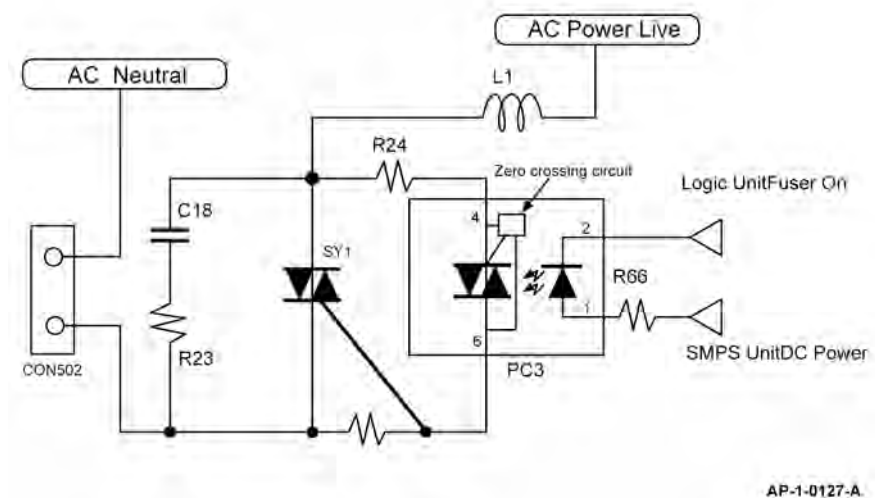 AC Power Live
AC Neutral
L1
R24
Zero crossing circuit
Logic UnitFuser On
C18
4
2
SY1
R66
1
R23
6
SMPS UnitDC Power
CON502
PC3
AP-1-0127-A